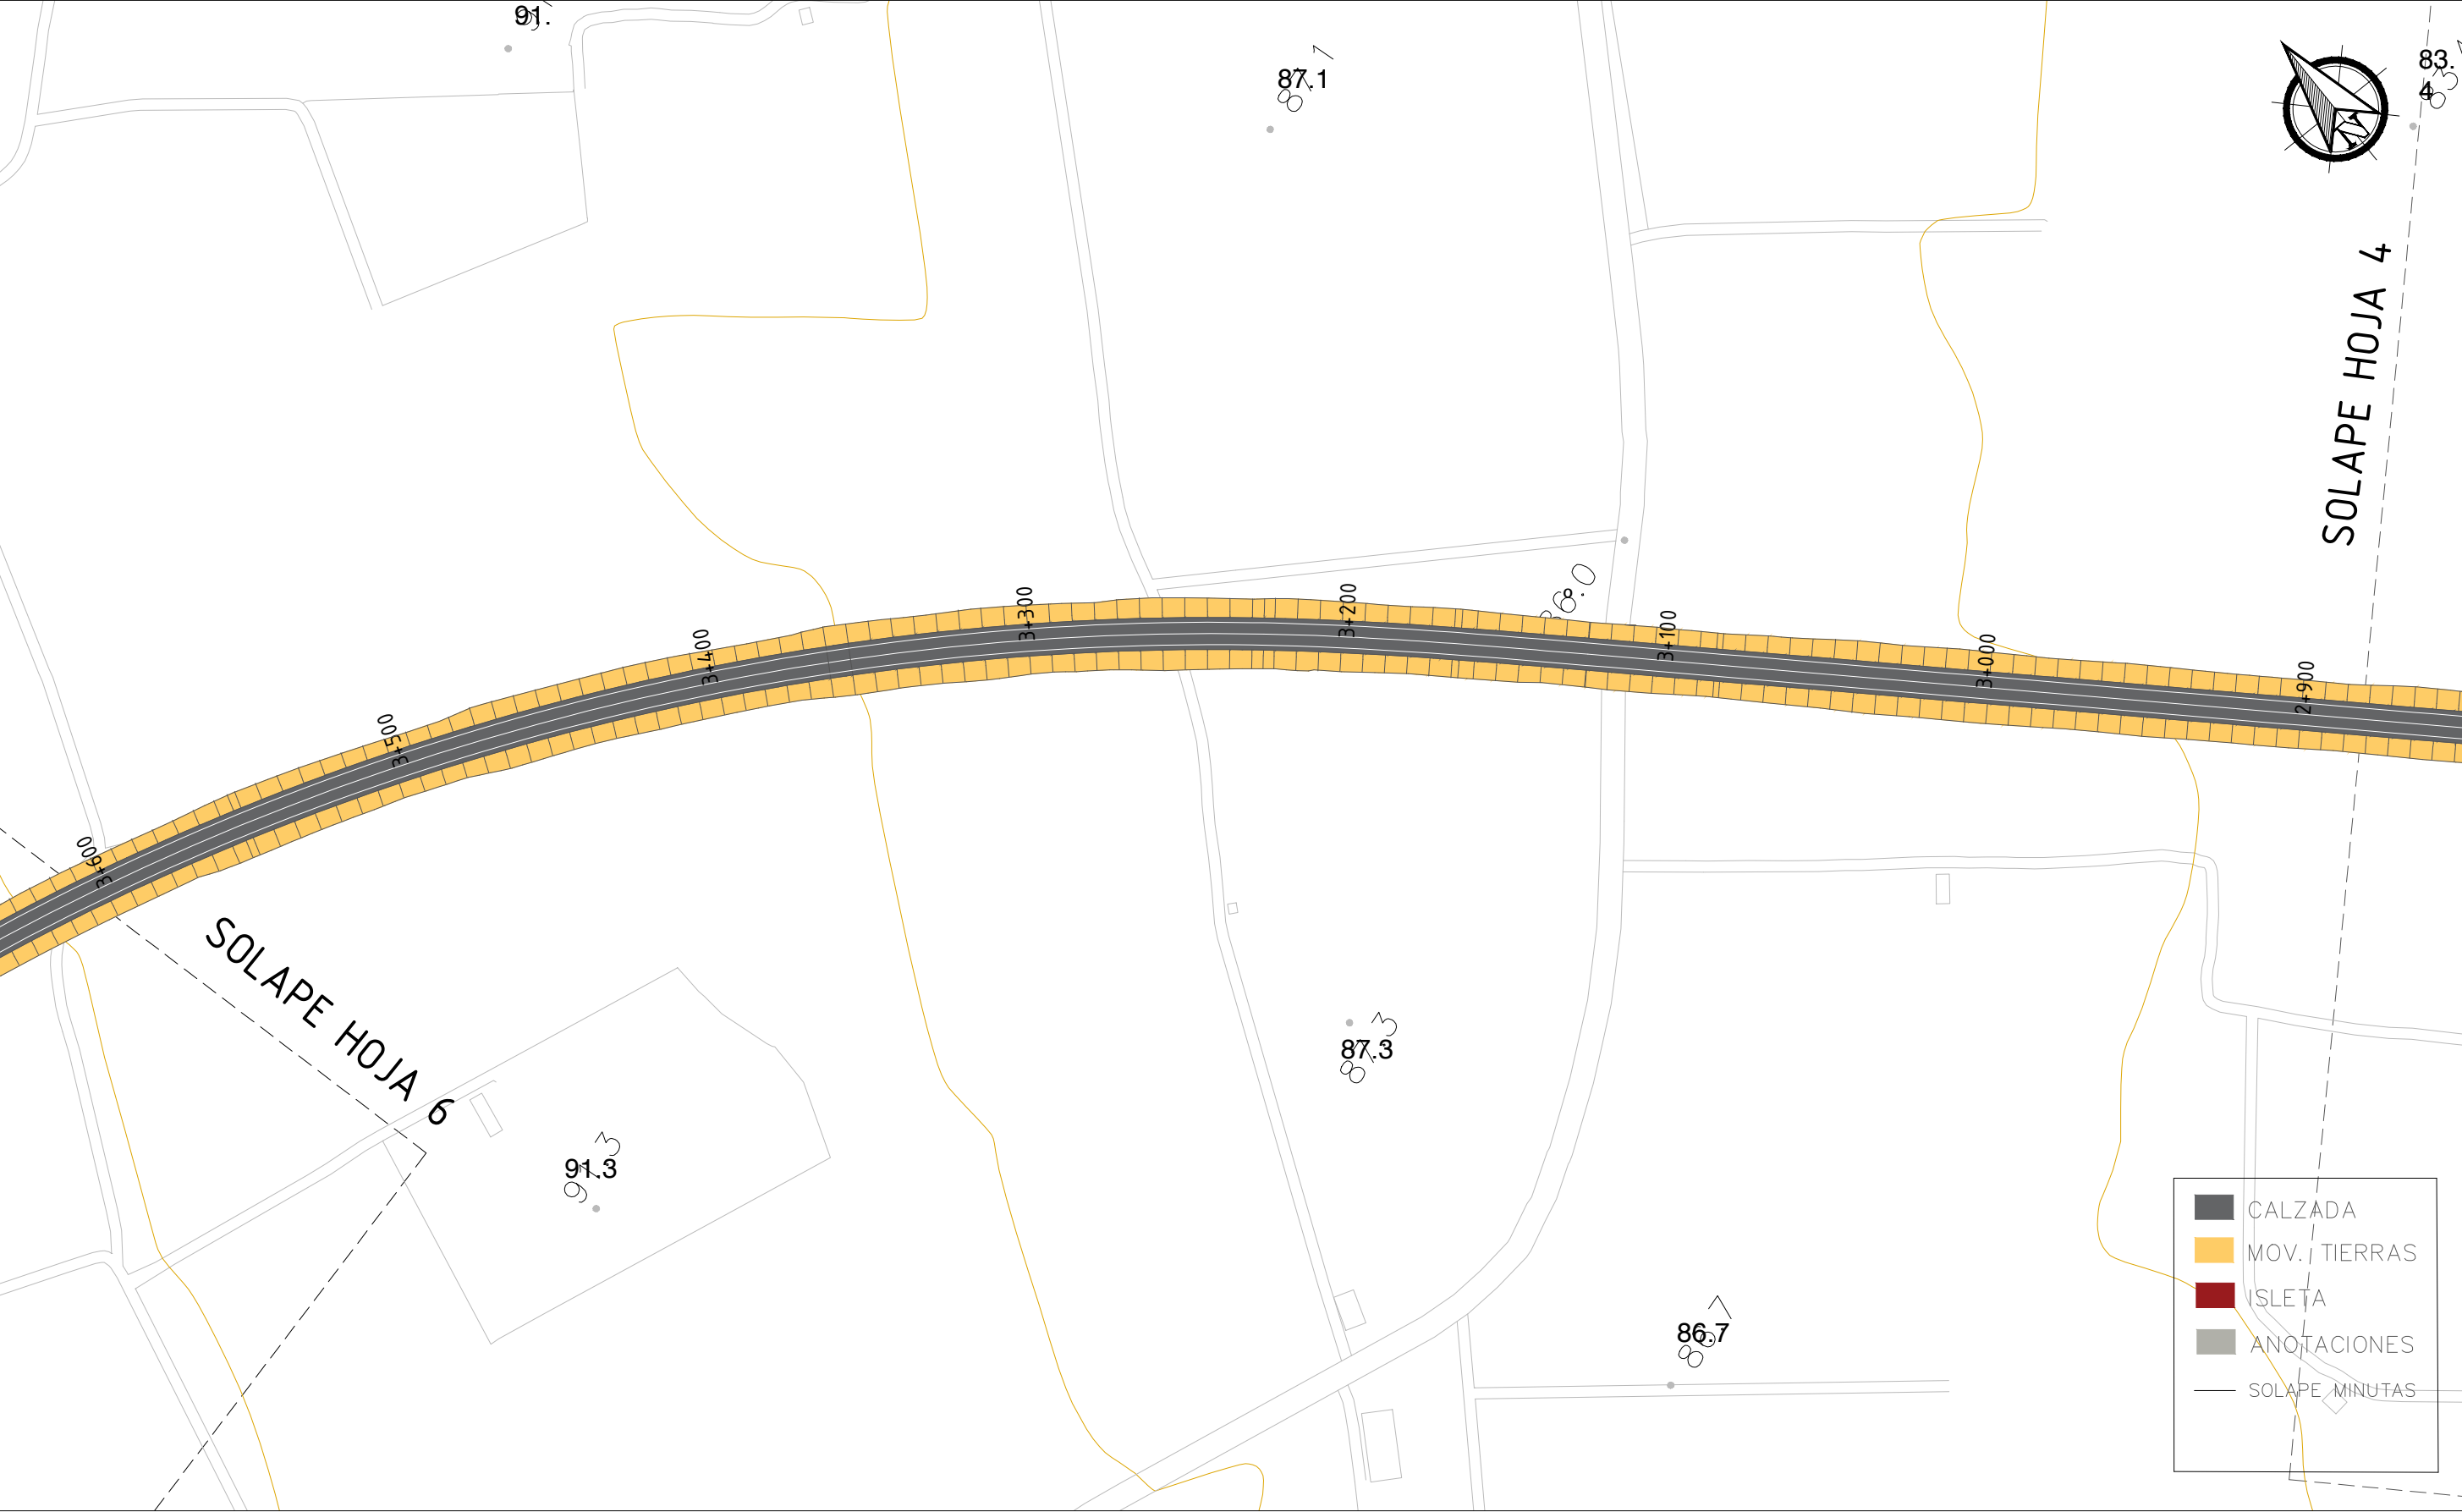 91.
87.1
83.
4
N
SOLAPE HOJA 4
88.0
3+300
3+200
3+400
3+100
3+000
2+900
3+500
3+600
SOLAPE HOJA 6
87.3
91.3
86.7
CALZADA
MOV. TIERRAS
ISLETA
ANOTACIONES
SOLAPE MINUTAS